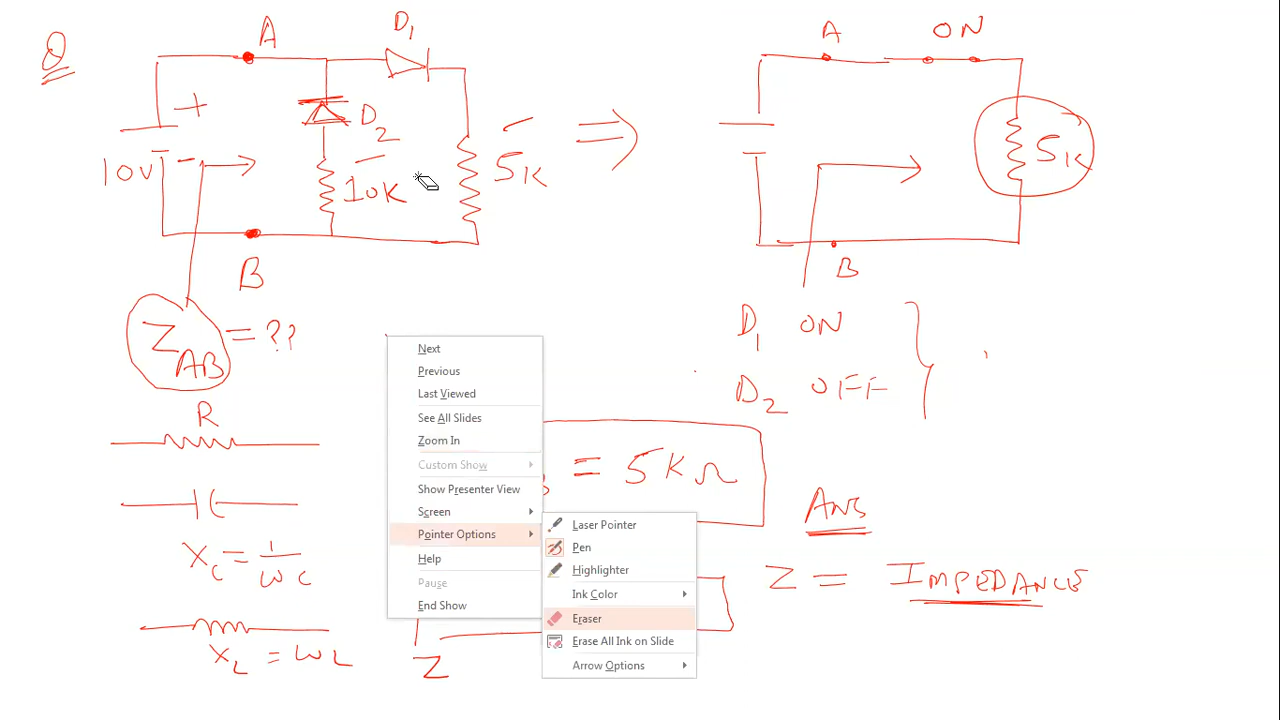 Q
A
D1
+
D2
10V
-
10K
5K
⇒
B
ZAB = ??
R
XC = 1/ωC
XL = ωL
A ON
5K
B
D1 ON
D2 OFF
= 5KΩ
Ans
Z = IMPEDANCE
Z
Next
Previous
Last Viewed
See All Slides
Zoom In
Custom Show
Show Presenter View
Screen
Pointer Options
Help
Pause
End Show
Laser Pointer
Pen
Highlighter
Ink Color
Eraser
Erase All Ink on Slide
Arrow Options